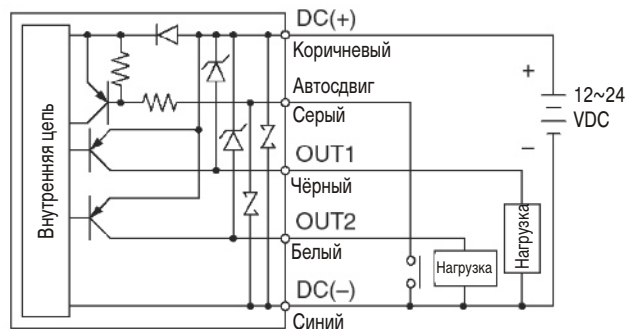 DC(+)
Коричневый
Автосдвиг
Серый
OUT1
Чёрный
OUT2
Белый
DC(−)
Синий
Внутренняя цепь
+
12~24
VDC
−
Нагрузка
Нагрузка